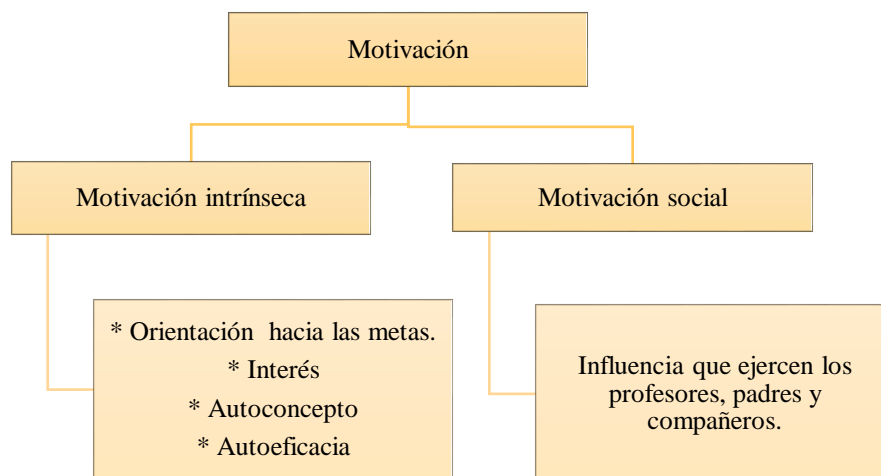 Motivación
Motivación intrínseca
Motivación social
* Orientación hacia las metas.
* Interés
* Autoconcepto
* Autoeficacia
Influencia que ejercen los
profesores, padres y
compañeros.